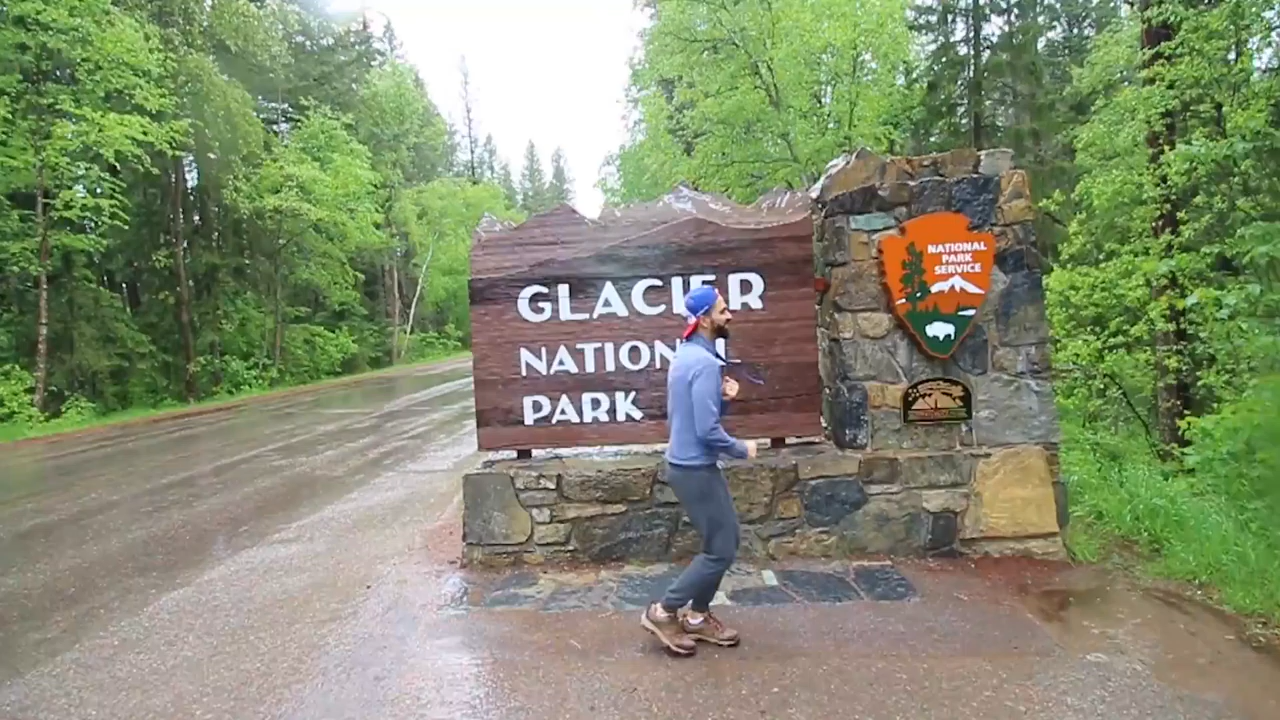 GLACIER
NATIONAL
PARK
NATIONAL
PARK
SERVICE